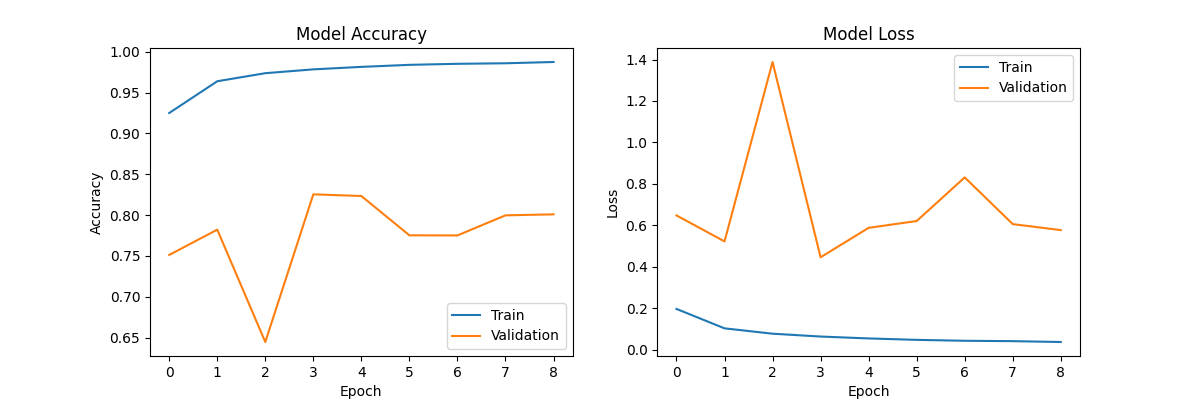 Model Accuracy
1.00
0.95
0.90
0.85
0.80
0.75
0.70
0.65
Accuracy
0 1 2 3 4 5 6 7 8
Epoch
Train
Validation
Model Loss
1.4
1.2
1.0
0.8
0.6
0.4
0.2
0.0
Loss
0 1 2 3 4 5 6 7 8
Epoch
Train
Validation